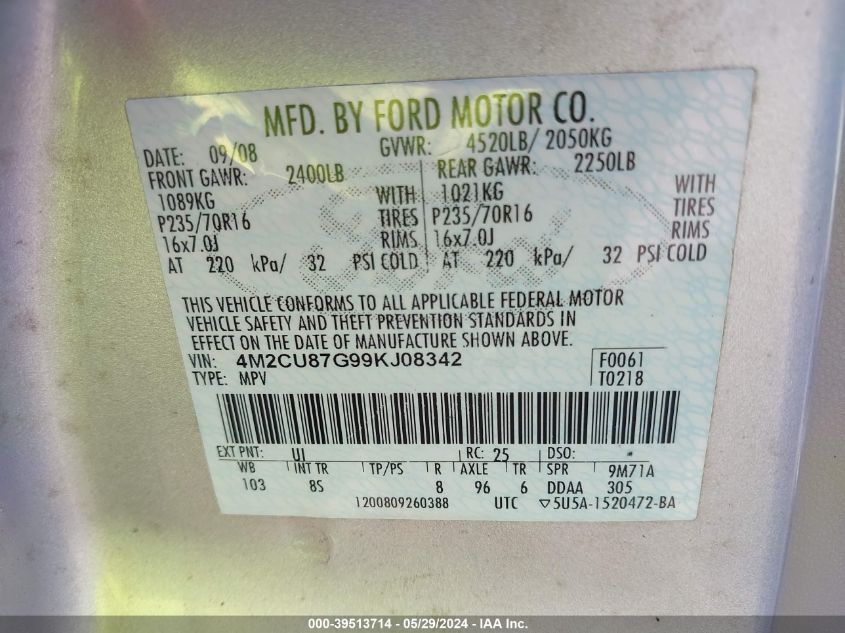 MFD. BY FORD MOTOR CO.
DATE: 09/08 GVWR: 4520LB/ 2050KG
FRONT GAWR: 2400LB REAR GAWR: 2250LB
1089KG WITH 1021KG WITH
P235/70R16 TIRES P235/70R16 TIRES
16x7.0J RIMS 16x7.0J RIMS
AT 220 kPa/ 32 PSI COLD AT 220 kPa/ 32 PSI COLD
THIS VEHICLE CONFORMS TO ALL APPLICABLE FEDERAL MOTOR
VEHICLE SAFETY AND THEFT PREVENTION STANDARDS IN
EFFECT ON THE DATE OF MANUFACTURE SHOWN ABOVE.
VIN: 4M2CU87G99KJ08342 F0061
TYPE: MPV T0218
EXT PNT: UI RC: 25 DSO:
WB INT TR TP/PS R AXLE TR SPR 9M71A
103 8S 8 96 6 DDAA 305
1200809260388 UTC ▽5U5A-1520472-BA
000-39513714 - 05/29/2024 - IAA Inc.